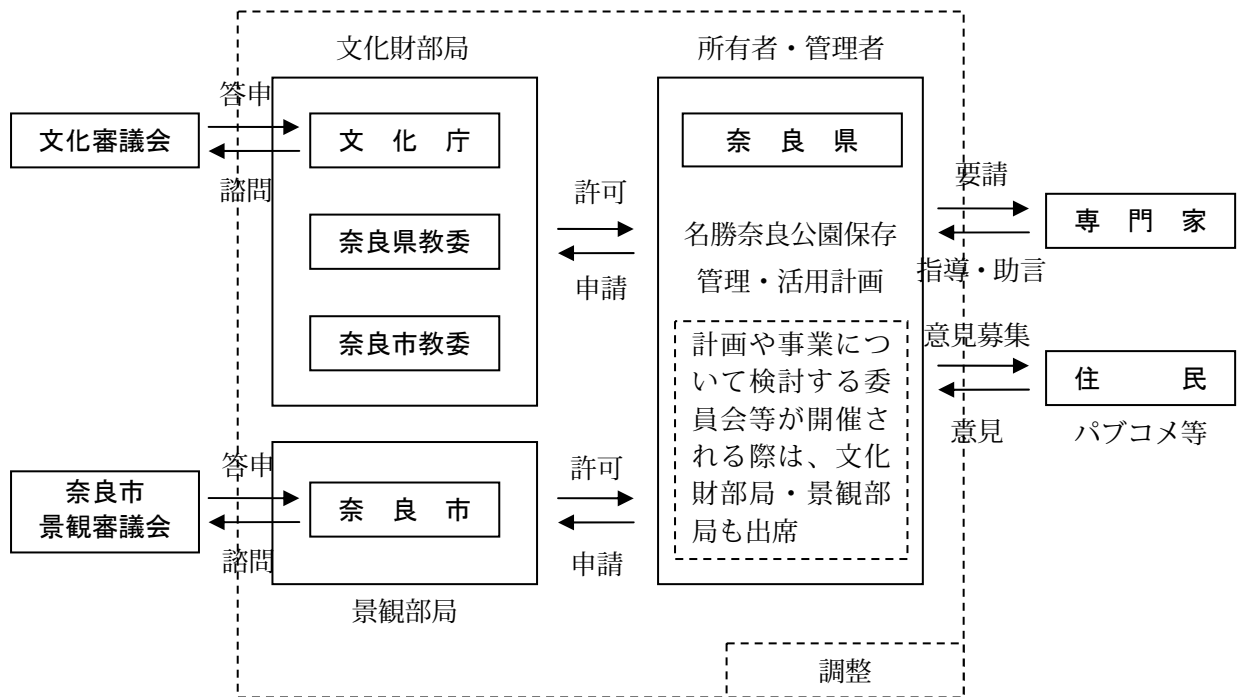 文化財部局
所有者・管理者
答申
文化審議会
文　化　庁
奈　良　県
諮問
要請
許可
専　門　家
奈良県教委
名勝奈良公園保存
管理・活用計画
申請
指導・助言
奈良市教委
計画や事業につ
いて検討する委
員会等が開催さ
れる際は、文化
財部局・景観部
局も出席
意見募集
住　　　民
意見
パブコメ等
答申
許可
奈良市
景観審議会
奈　良　市
諮問
申請
景観部局
調整